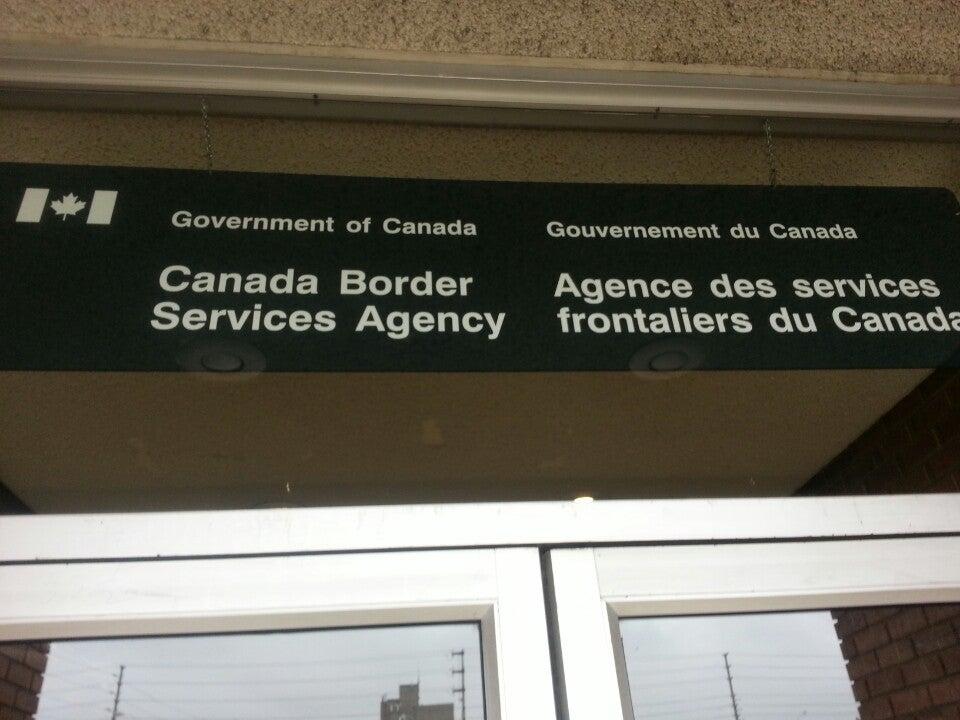 Government of Canada
Canada Border
Services Agency
Gouvernement du Canada
Agence des services
frontaliers du Canada